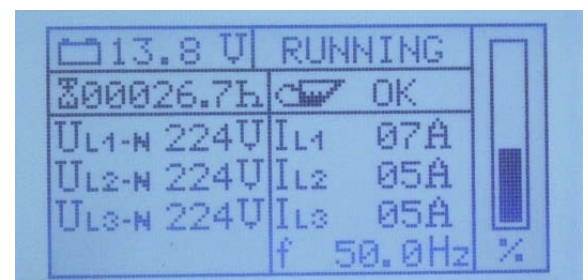 13.8 V RUNNING
00026.7h OK
UL1-N 224V IL1 07A
UL2-N 224V IL2 05A
UL3-N 224V IL3 05A
f 50.0Hz %